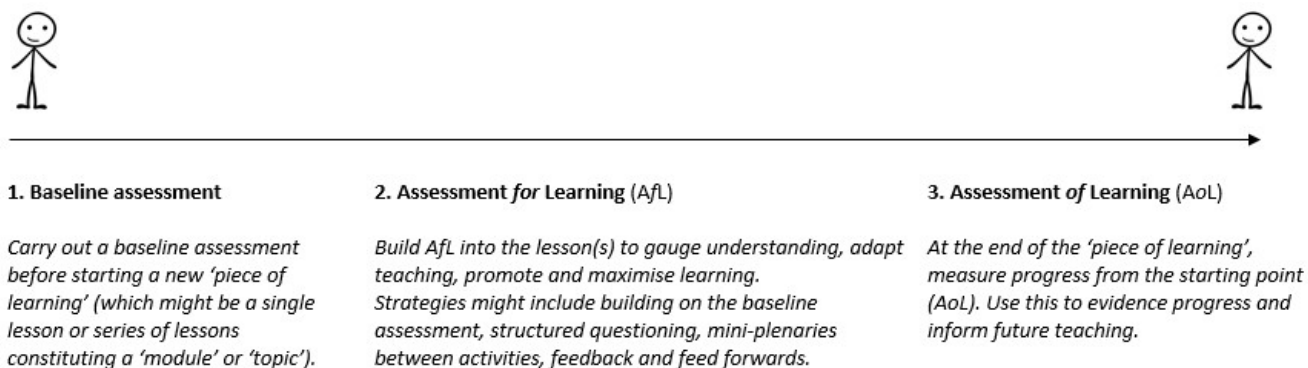 1. Baseline assessment
Carry out a baseline assessment
before starting a new ‘piece of
learning’ (which might be a single
lesson or series of lessons
constituting a ‘module’ or ‘topic’).
2. Assessment for Learning (AfL)
Build AfL into the lesson(s) to gauge understanding, adapt
teaching, promote and maximise learning.
Strategies might include building on the baseline
assessment, structured questioning, mini-plenaries
between activities, feedback and feed forwards.
3. Assessment of Learning (AoL)
At the end of the ‘piece of learning’,
measure progress from the starting point
(AoL). Use this to evidence progress and
inform future teaching.